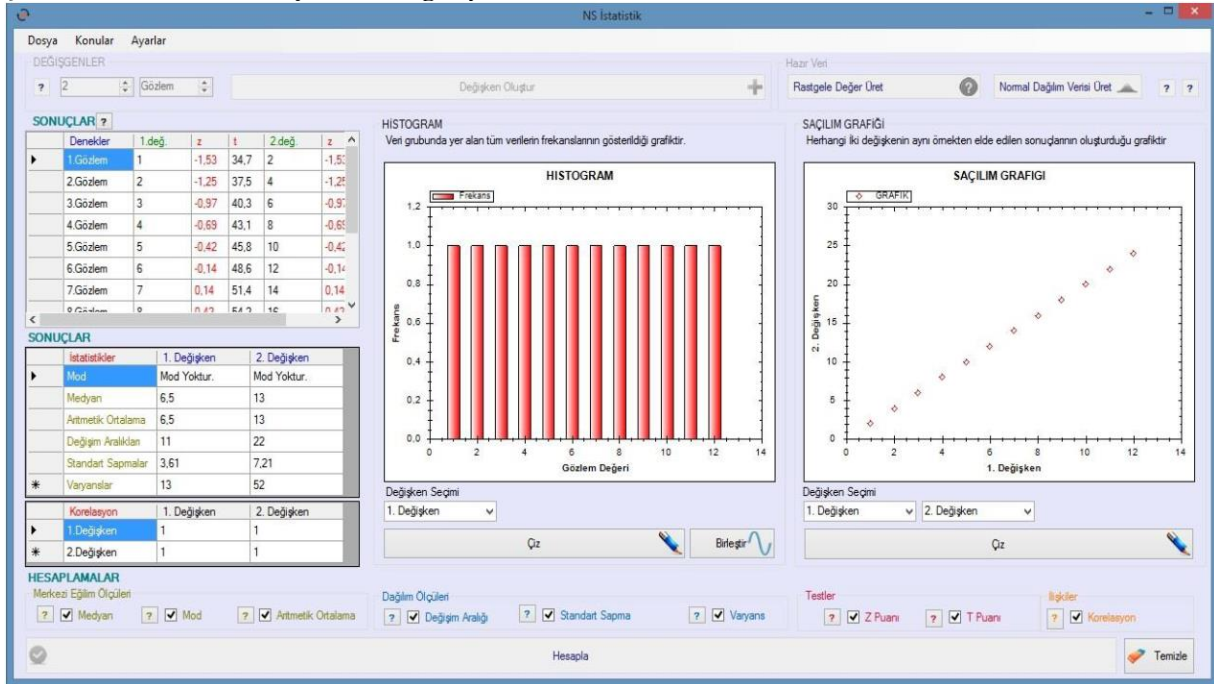 NS İstatistik
Dosya Konular Ayarlar
DEĞİŞGENLER
? 2 Gözlem Değişken Oluştur
Hazır Veri
Rastgele Değer Üret ? Normal Dağılım Verisi Üret ? ?
SONUÇLAR ?
Denekler 1.değ. z t 2.değ. z
1.Gözlem 1 -1,53 34,7 2
2.Gözlem 2 -1,25 37,5 4
3.Gözlem 3 -0,97 40,3 6
4.Gözlem 4 -0,69 43,1 8
5.Gözlem 5 -0,42 45,8 10
6.Gözlem 6 -0,14 48,6 12
7.Gözlem 7 0,14 51,4 14 0,14
SONUÇLAR
İstatistikler 1. Değişken 2. Değişken
Mod Mod Yoktur. Mod Yoktur.
Medyan 6,5 13
Aritmetik Ortalama 6,5 13
Değişim Aralıkları 11 22
Standart Sapmalar 3,61 7,21
Varyanslar 13 52
Korelasyon 1. Değişken 2. Değişken
1.Değişken 1 1
2.Değişken 1 1
HISTOGRAM
Veri grubunda yer alan tüm verilerin frekanslarının gösterildiği grafiktir.
HISTOGRAM
Frekans
1,2
1,0
0,8
0,6
0,4
0,2
0,0
Frekans
0 2 4 6 8 10 12 14
Gözlem Değeri
Değişken Seçimi
1. Değişken
Çiz Birleştir
SAÇILIM GRAFİĞİ
Herhangi İki değişkenin aynı örnekten elde edilen sonuçlarının oluşturduğu grafiktir
SAÇILIM GRAFIGI
GRAFIK
30
25
20
15
10
5
0
2. Değişken
0 2 4 6 8 10 12 14
1. Değişken
Değişken Seçimi
1. Değişken 2. Değişken
Çiz
HESAPLAMALAR
Merkezi Eğilim Ölçüleri
? Medyan ? Mod ? Aritmetik Ortalama
Dağılım Ölçüleri
? Değişim Aralığı ? Standart Sapma ? Varyans
Testler
? Z Puanı ? T Puanı
İlişkiler
? Korelasyon
Hesapla
Temizle